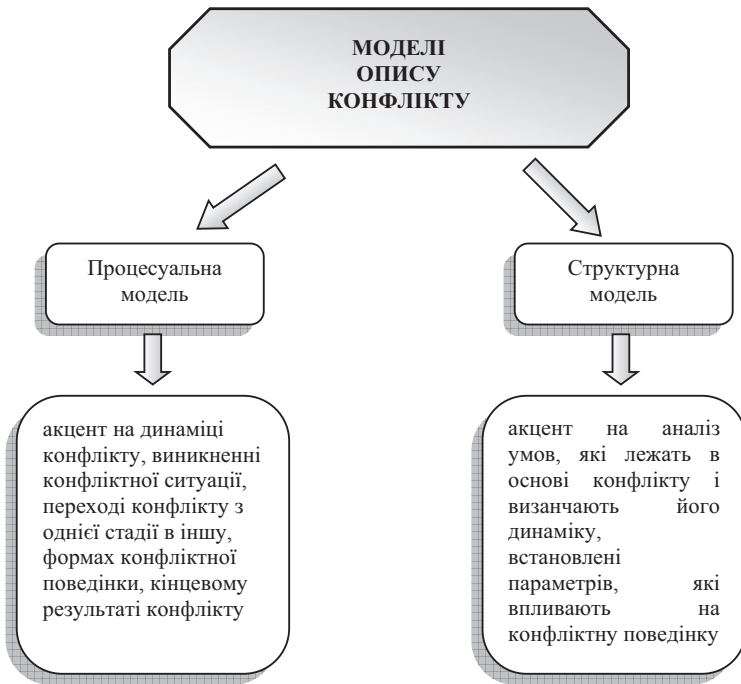 МОДЕЛІ
ОПИСУ
КОНФЛІКТУ
Процесуальна
модель
Структурна
модель
акцент на динаміці
конфлікту, виникненні
конфліктної ситуації,
переході конфлікту з
однієї стадії в іншу,
формах конфліктної
поведінки, кінцевому
результаті конфлікту
акцент на аналіз
умов, які лежать в
основі конфлікту і
визанчають його
динаміку,
встановлені
параметрів, які
впливають на
конфліктну поведінку